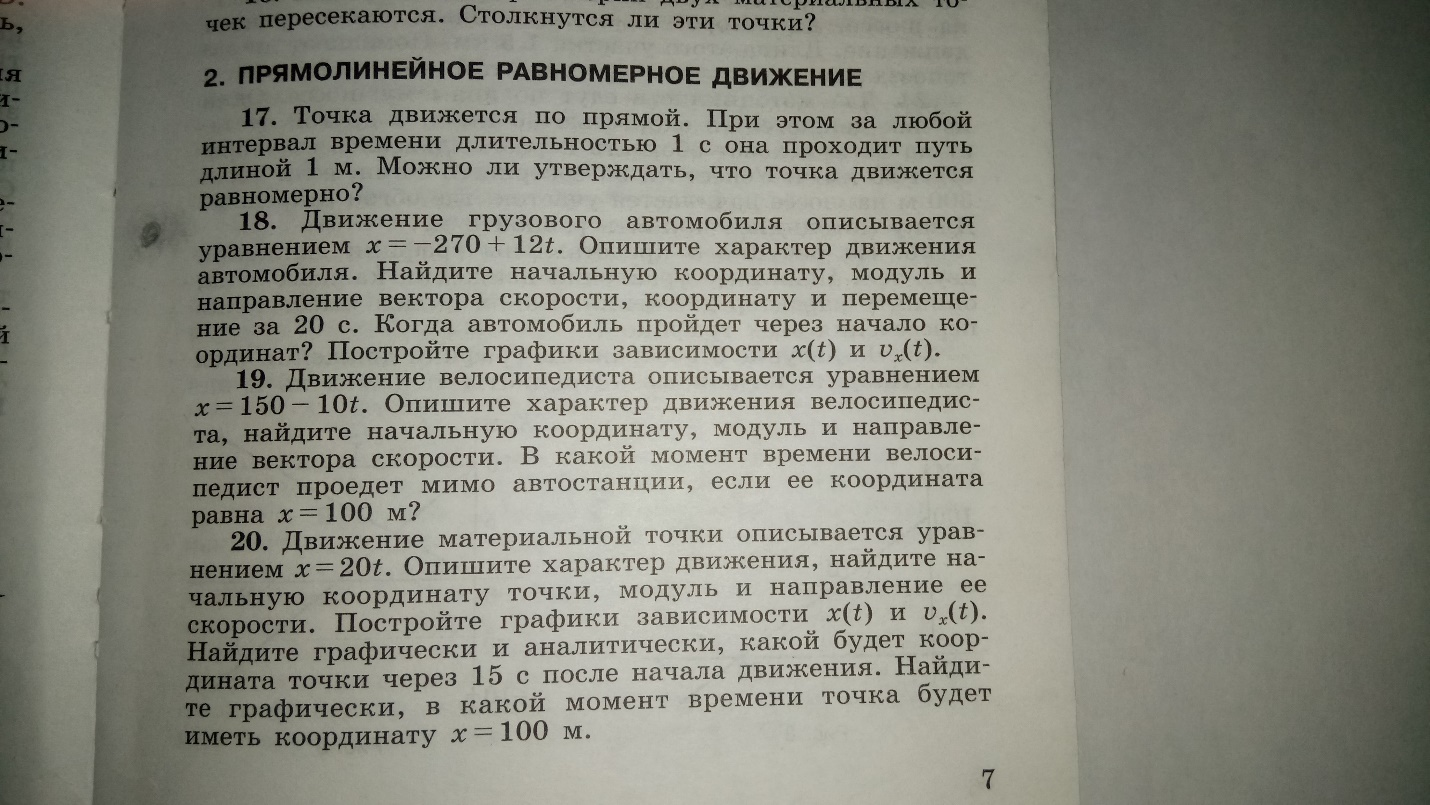 чек пересекаются. Столкнутся ли эти точки?
2. ПРЯМОЛИНЕЙНОЕ РАВНОМЕРНОЕ ДВИЖЕНИЕ
17. Точка движется по прямой. При этом за любой
интервал времени длительностью 1 с она проходит путь
длиной 1 м. Можно ли утверждать, что точка движется
равномерно?
18. Движение грузового автомобиля описывается
уравнением x = −270 + 12t. Опишите характер движения
автомобиля. Найдите начальную координату, модуль и
направление вектора скорости, координату и перемеще-
ние за 20 с. Когда автомобиль пройдет через начало ко-
ординат? Постройте графики зависимости x(t) и vₓ(t).
19. Движение велосипедиста описывается уравнением
x = 150 − 10t. Опишите характер движения велосипедис-
та, найдите начальную координату, модуль и направле-
ние вектора скорости. В какой момент времени велоси-
педист проедет мимо автостанции, если ее координата
равна x = 100 м?
20. Движение материальной точки описывается урав-
нением x = 20t. Опишите характер движения, найдите на-
чальную координату точки, модуль и направление ее
скорости. Постройте графики зависимости x(t) и vₓ(t).
Найдите графически и аналитически, какой будет коор-
дината точки через 15 с после начала движения. Найди-
те графически, в какой момент времени точка будет
иметь координату x = 100 м.
7